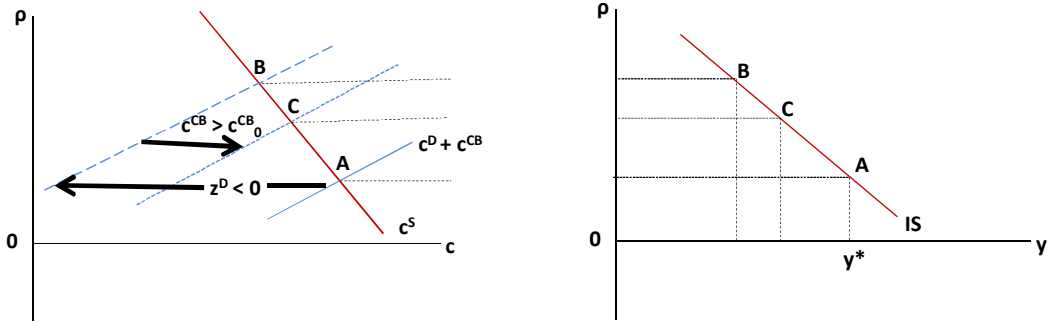 ρ
B
C
c^CB > c^CB_0
A
c^D + c^CB
z^D < 0
c^S
0
c
ρ
B
C
A
IS
0
y
y*